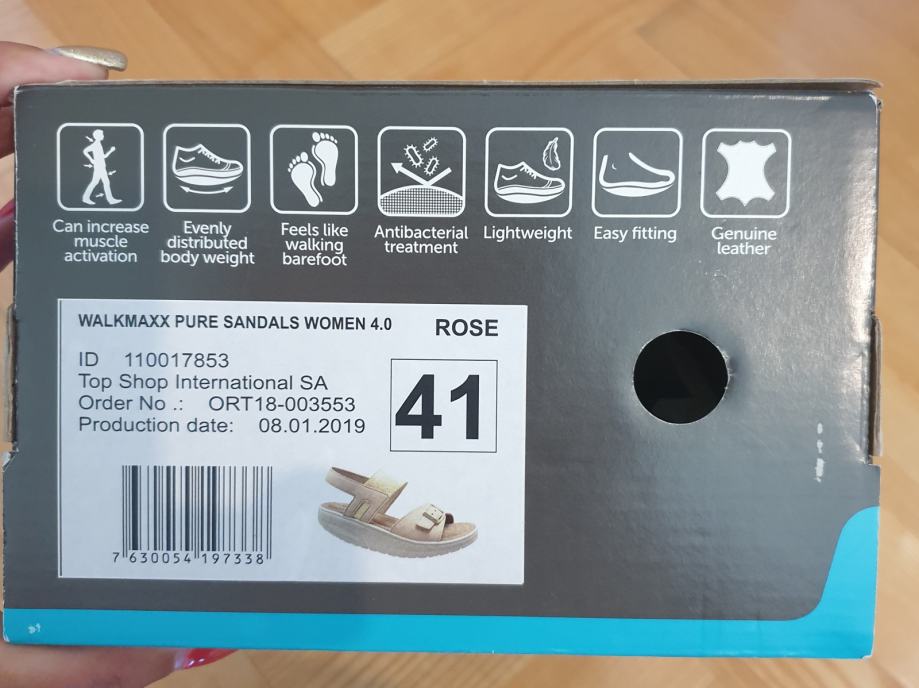 Can increase
muscle
activation
Evenly
distributed
body weight
Feels like
walking
barefoot
Antibacterial
treatment
Lightweight
Easy fitting
Genuine
leather
WALKMAXX PURE SANDALS WOMEN 4.0
ROSE
ID 110017853
Top Shop International SA
Order No .: ORT18-003553
Production date: 08.01.2019
41
7 630054 197338